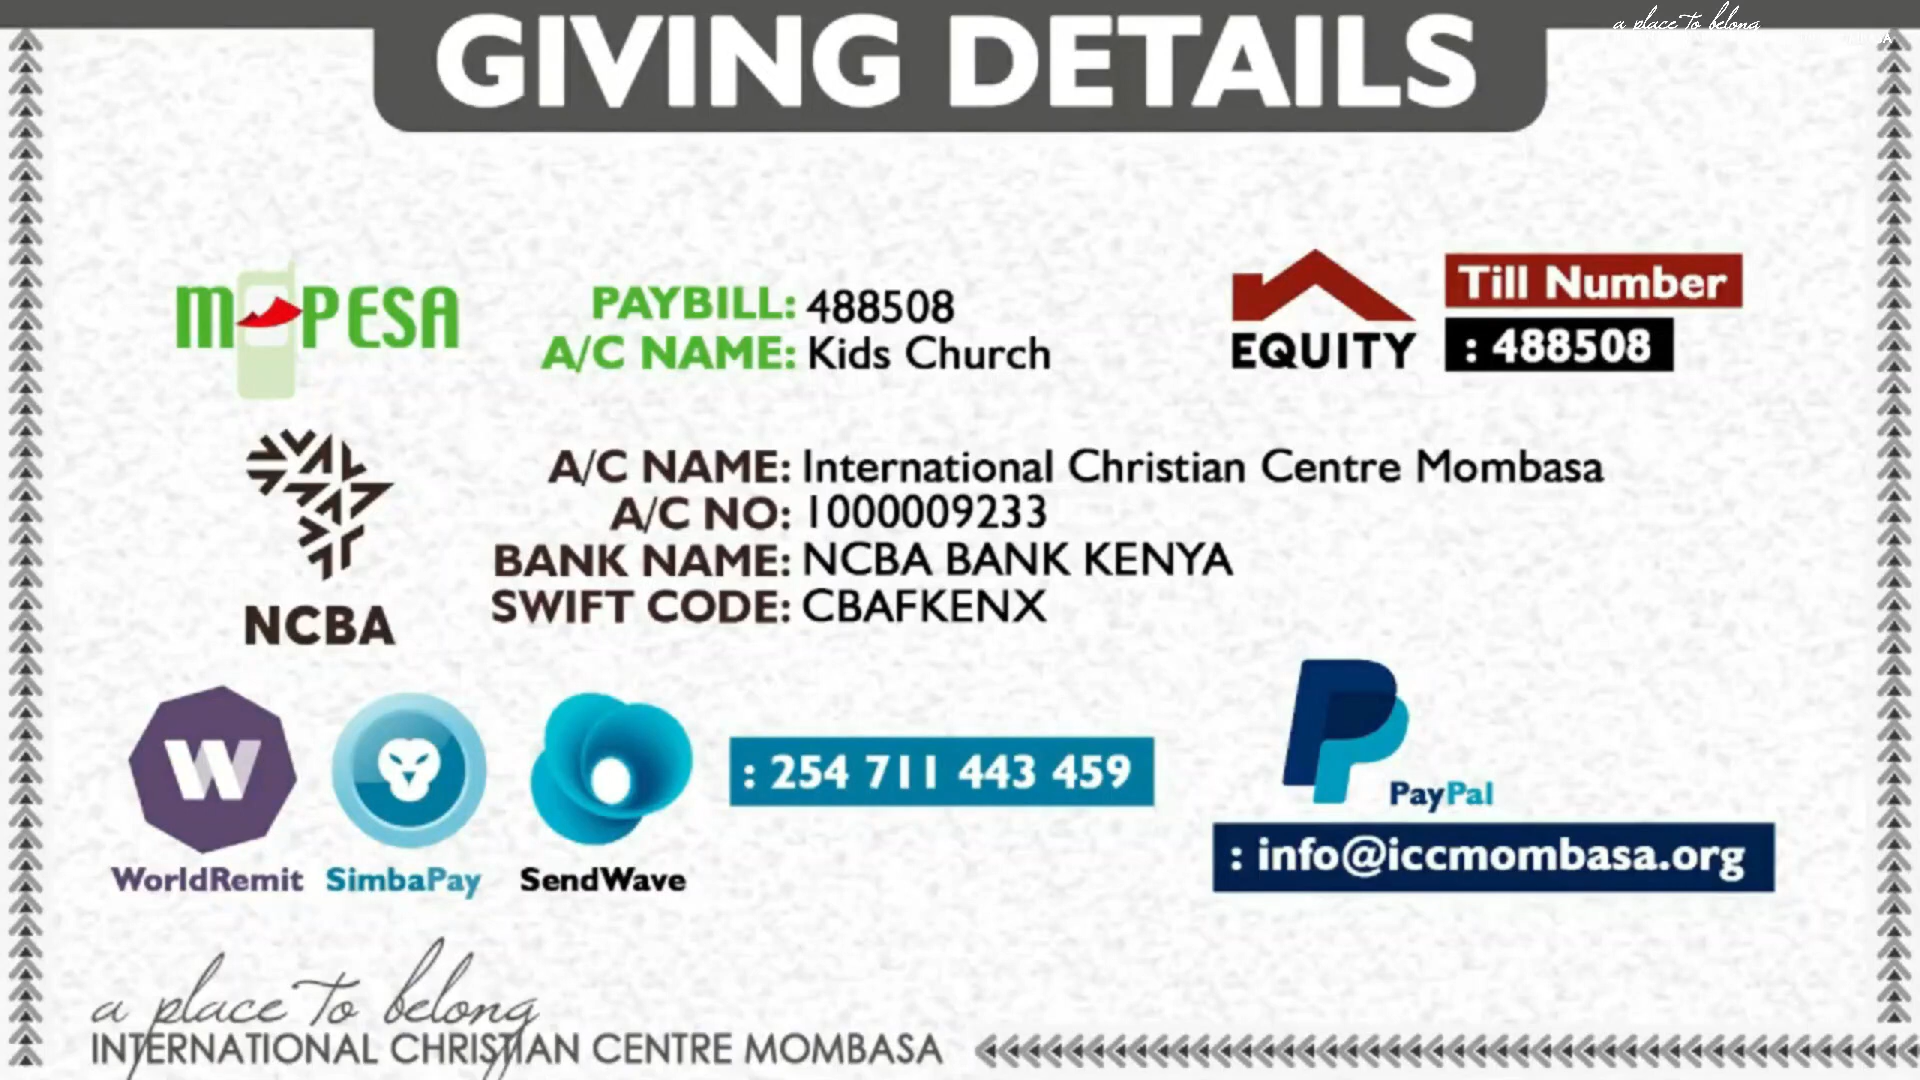 GIVING DETAILS
a place to belong
M PESA
PAYBILL: 488508
A/C NAME: Kids Church
EQUITY
Till Number
: 488508
NCBA
A/C NAME: International Christian Centre Mombasa
A/C NO: 1000009233
BANK NAME: NCBA BANK KENYA
SWIFT CODE: CBAFKENX
WorldRemit
SimbaPay
SendWave
: 254 711 443 459
PayPal
: info@iccmombasa.org
a place to belong
INTERNATIONAL CHRISTIAN CENTRE MOMBASA